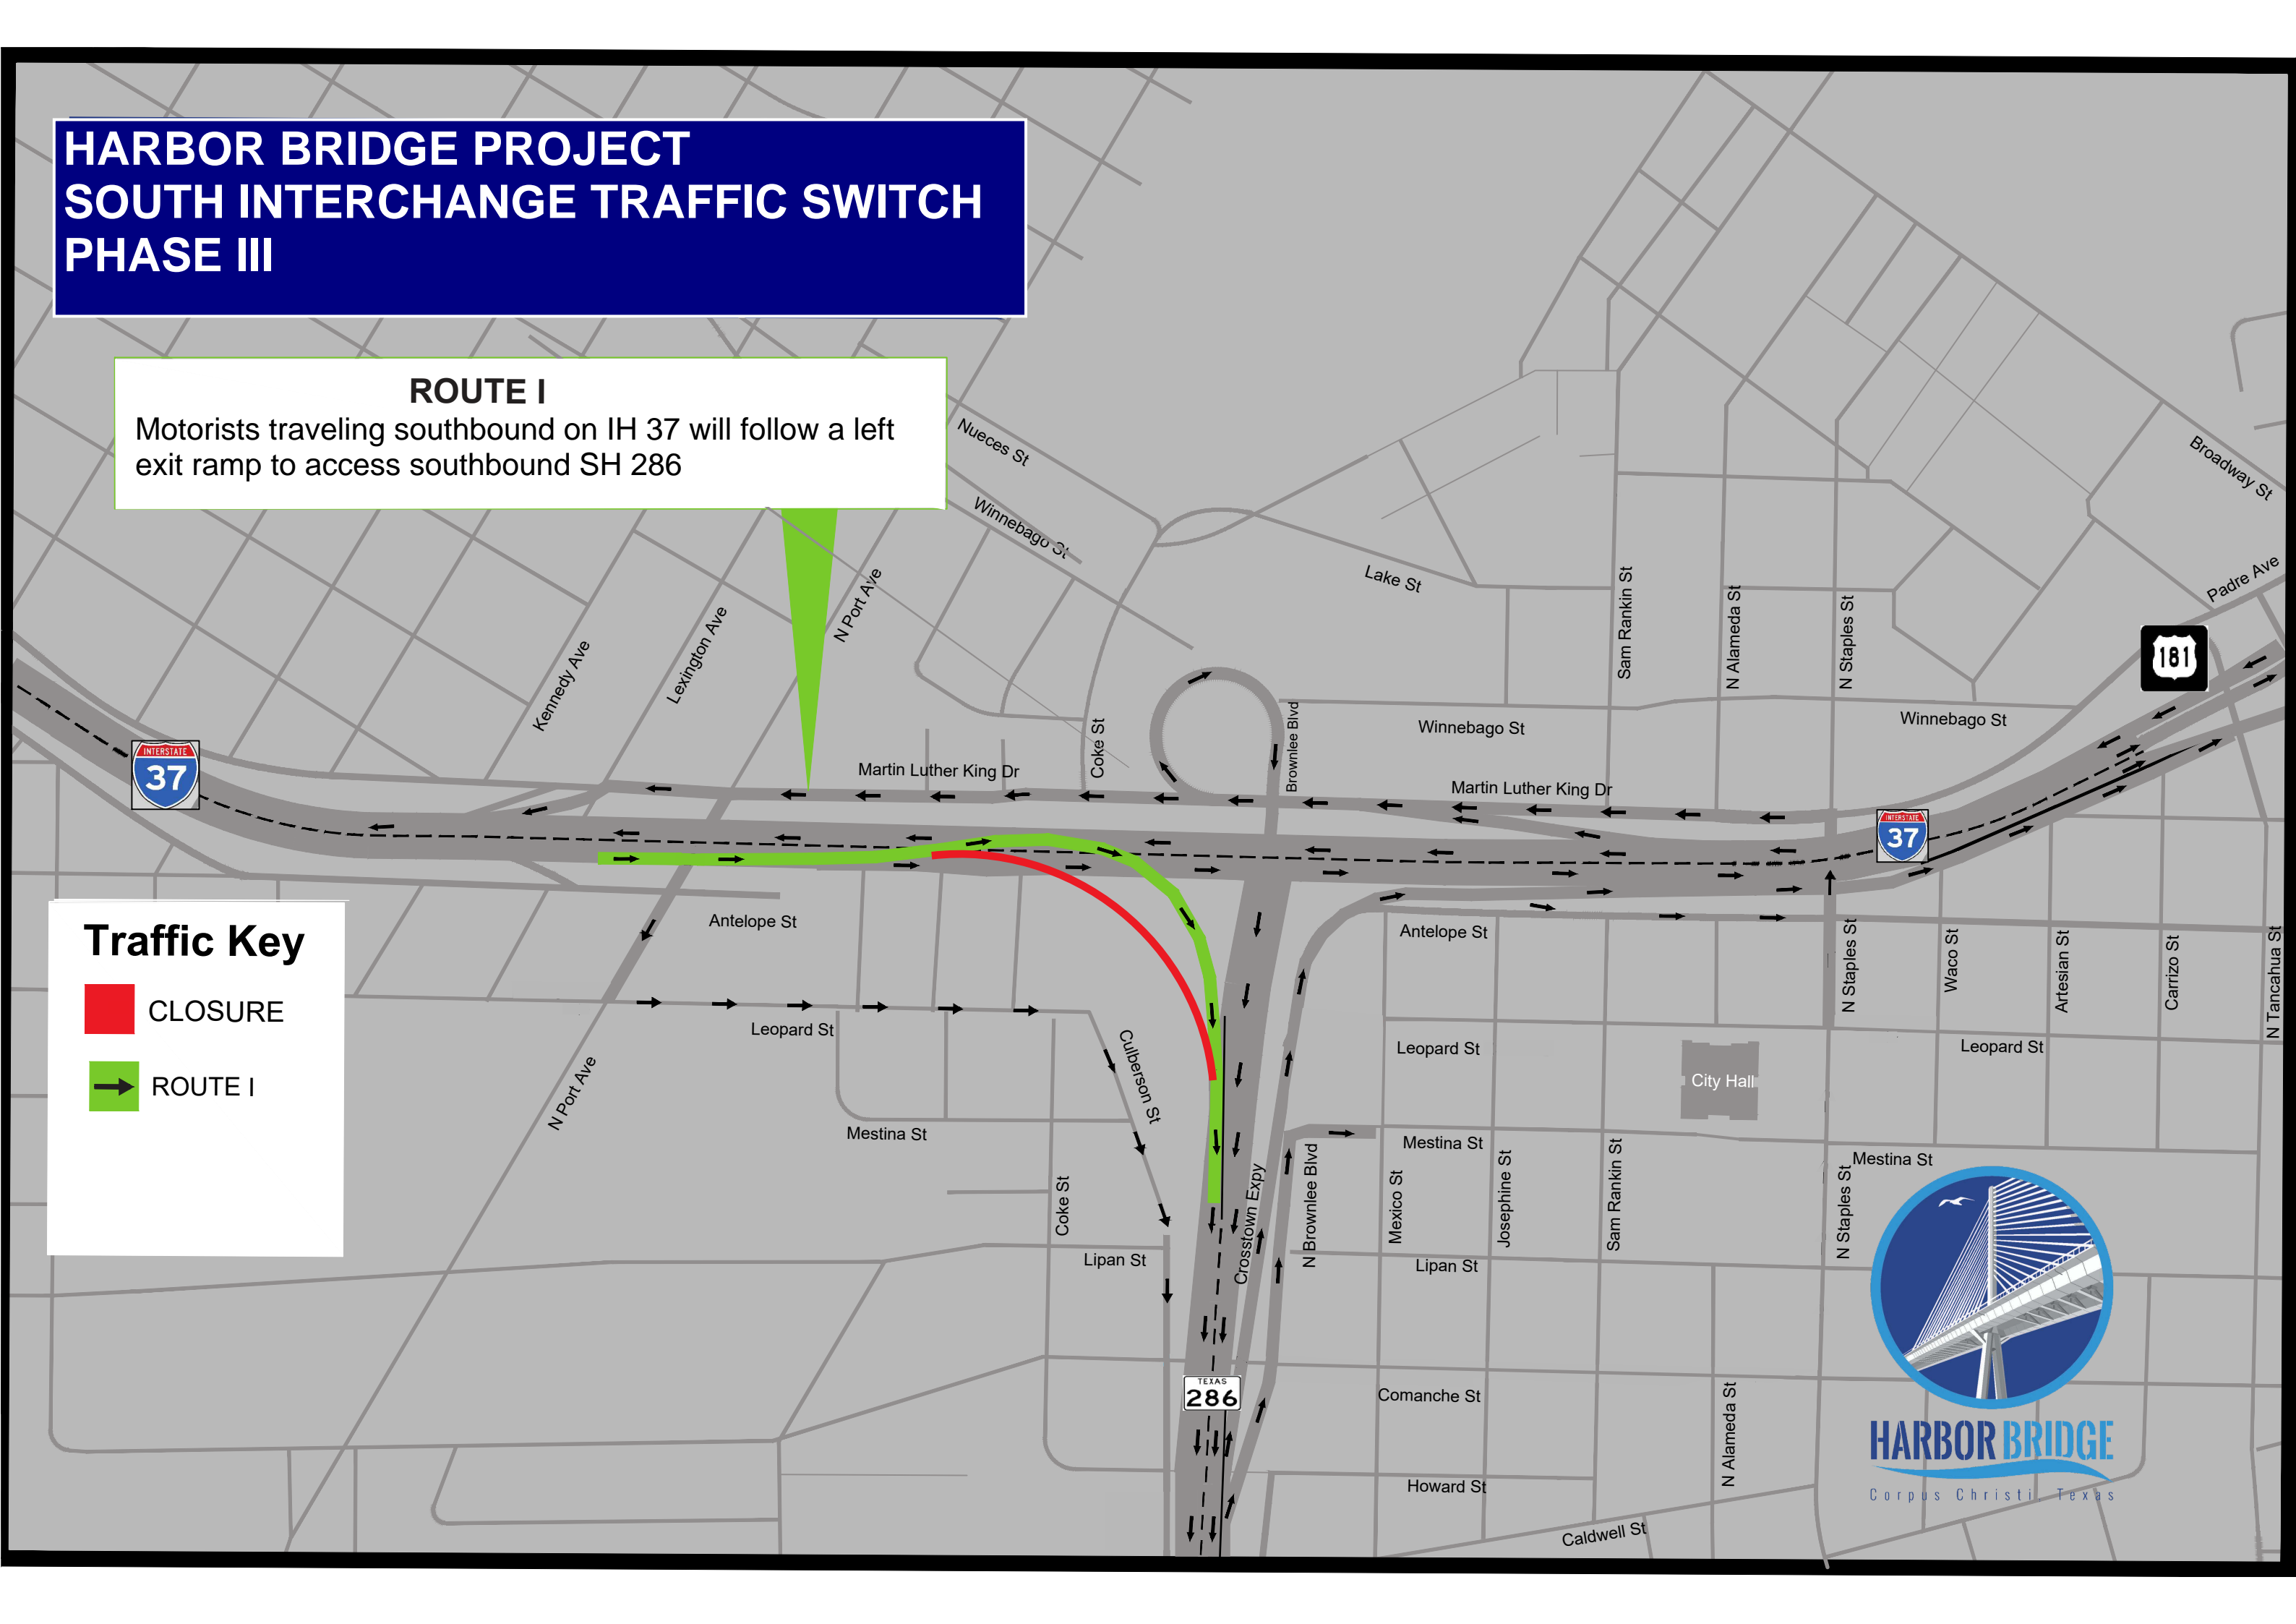 HARBOR BRIDGE PROJECT
SOUTH INTERCHANGE TRAFFIC SWITCH
PHASE III
ROUTE I
Motorists traveling southbound on IH 37 will follow a left
exit ramp to access southbound SH 286
Nueces St
Winnebago St
Broadway St
Padre Ave
Lake St
Kennedy Ave
Lexington Ave
N Port Ave
Coke St
Brownlee Blvd
Sam Rankin St
N Alameda St
N Staples St
181
Winnebago St
Winnebago St
INTERSTATE
37
Martin Luther King Dr
Martin Luther King Dr
INTERSTATE
37
Antelope St
Antelope St
Traffic Key
CLOSURE
ROUTE I
Leopard St
Leopard St
Leopard St
N Staples St
Waco St
Artesian St
Carrizo St
N Tancahua St
City Hall
Culberson St
N Port Ave
Mestina St
Mestina St
Mestina St
Coke St
Crosstown Expy
N Brownlee Blvd
Mexico St
Josephine St
Sam Rankin St
N Staples St
Lipan St
Lipan St
TEXAS
286
Comanche St
N Alameda St
Howard St
Caldwell St
HARBOR BRIDGE
Corpus Christi, Texas